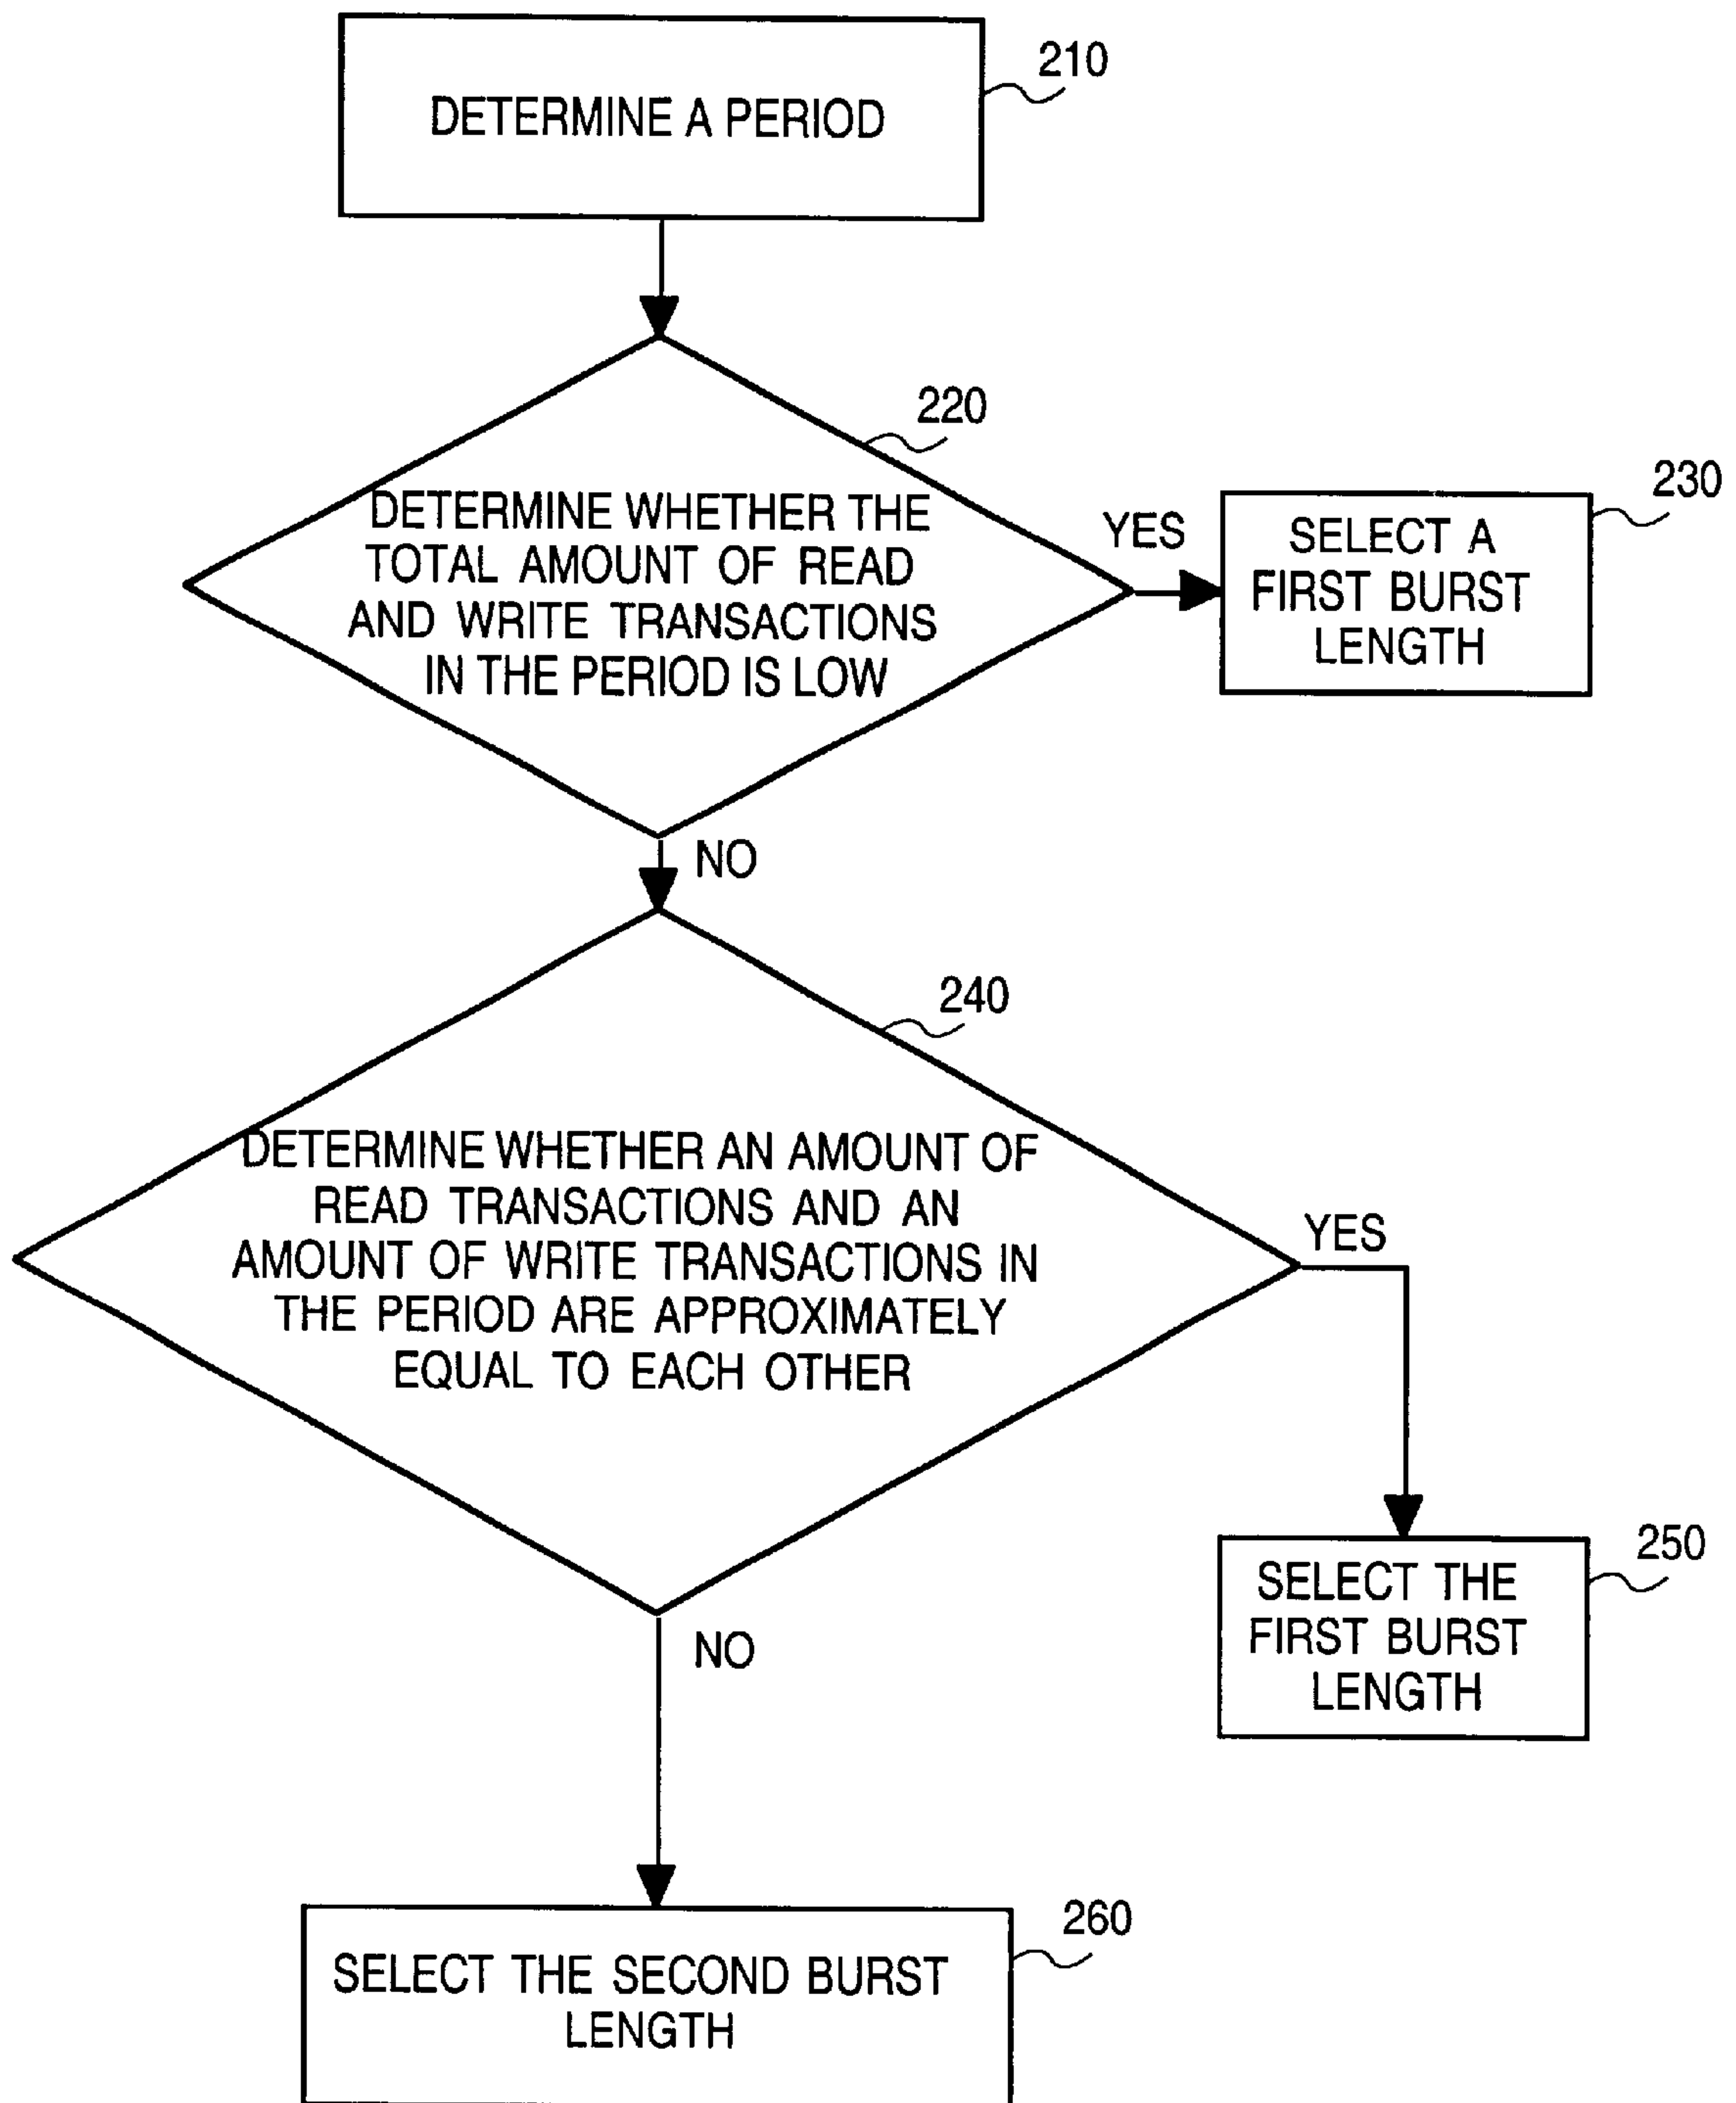 210
DETERMINE A PERIOD
220
DETERMINE WHETHER THE
TOTAL AMOUNT OF READ
AND WRITE TRANSACTIONS
IN THE PERIOD IS LOW
YES
230
SELECT A
FIRST BURST
LENGTH
NO
240
DETERMINE WHETHER AN AMOUNT OF
READ TRANSACTIONS AND AN
AMOUNT OF WRITE TRANSACTIONS IN
THE PERIOD ARE APPROXIMATELY
EQUAL TO EACH OTHER
YES
250
SELECT THE
FIRST BURST
LENGTH
NO
260
SELECT THE SECOND BURST
LENGTH